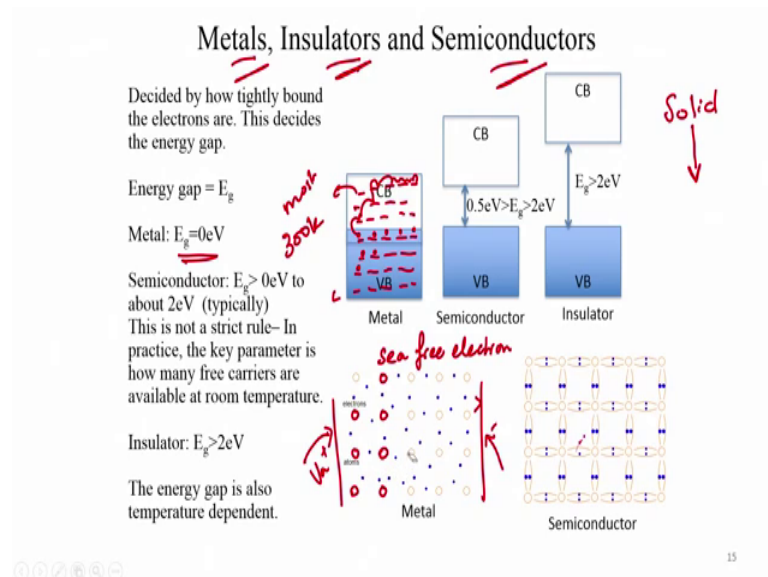 Metals, Insulators and Semiconductors
Decided by how tightly bound
the electrons are. This decides
the energy gap.
Energy gap = Eg
Metal: Eg=0eV
Semiconductor: Eg> 0eV to
about 2eV (typically)
This is not a strict rule– In
practice, the key parameter is
how many free carriers are
available at room temperature.
Insulator: Eg>2eV
The energy gap is also
temperature dependent.
most
300k
CB
VB
Metal
CB
0.5eV>Eg>2eV
VB
Semiconductor
CB
Eg>2eV
VB
Insulator
Solid
sea free electron
electrons
atoms
Metal
Semiconductor
15